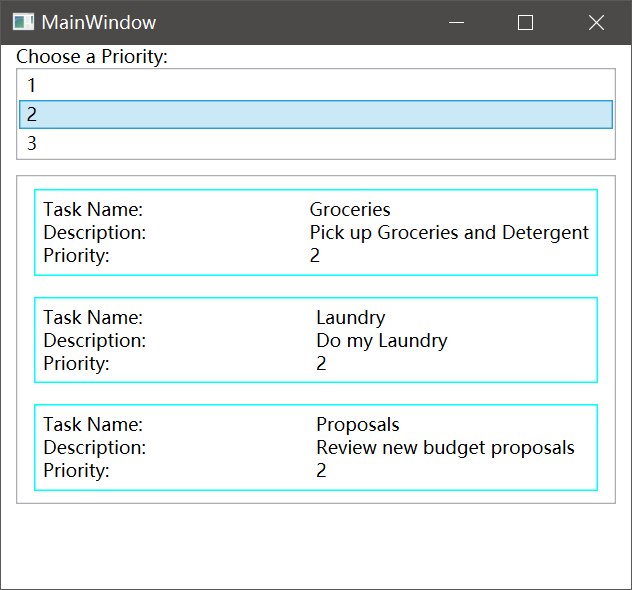 MainWindow
Choose a Priority:
1
2
3
Task Name: Groceries
Description: Pick up Groceries and Detergent
Priority: 2
Task Name: Laundry
Description: Do my Laundry
Priority: 2
Task Name: Proposals
Description: Review new budget proposals
Priority: 2